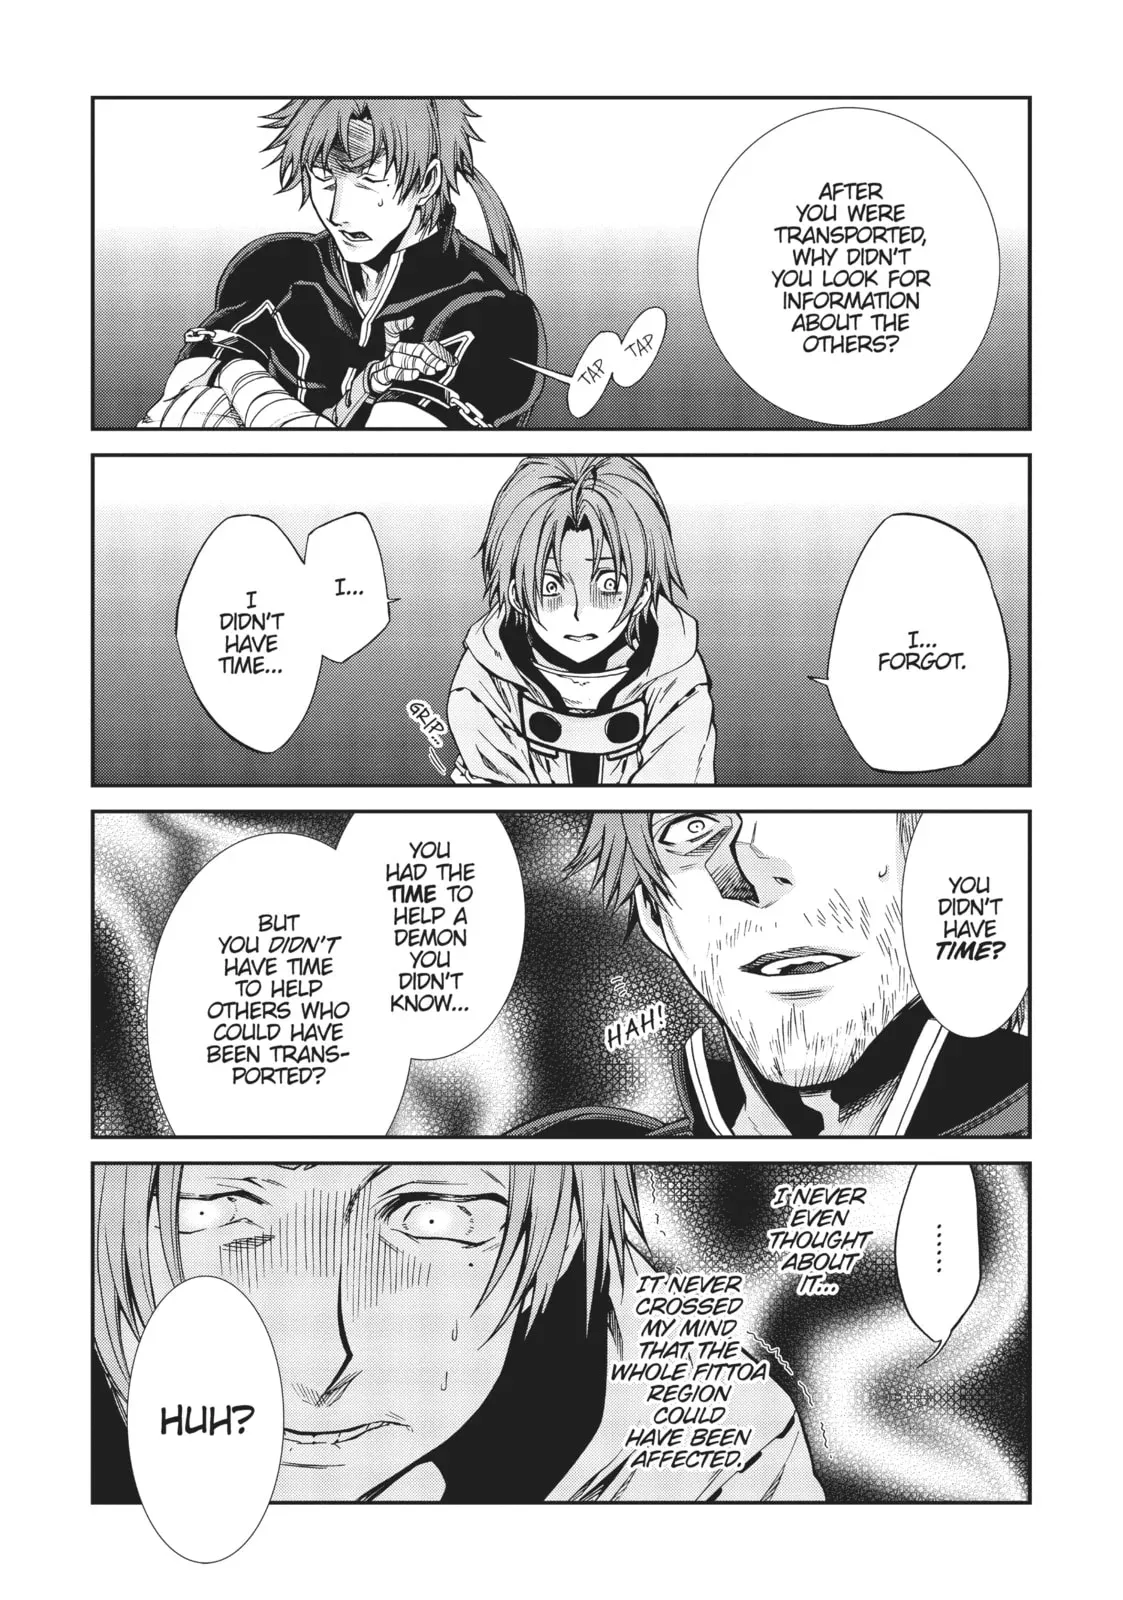 AFTER
YOU WERE
TRANSPORTED,
WHY DIDN'T
YOU LOOK FOR
INFORMATION
ABOUT THE
OTHERS?
TAP
TAP
I...
FORGOT.
I...
I
DIDN'T
HAVE
TIME...
GRIP...
YOU
DIDN'T
HAVE
TIME?
HAH!
YOU
HAD THE
TIME TO
HELP A
DEMON
YOU
DIDN'T
KNOW...
BUT
YOU DIDN'T
HAVE TIME
TO HELP
OTHERS WHO
COULD HAVE
BEEN TRANS-
PORTED?
......
I NEVER
EVEN
THOUGHT
ABOUT
IT...
IT NEVER
CROSSED
MY MIND
THAT THE
WHOLE FITTOA
REGION
COULD
HAVE BEEN
AFFECTED.
HUH?